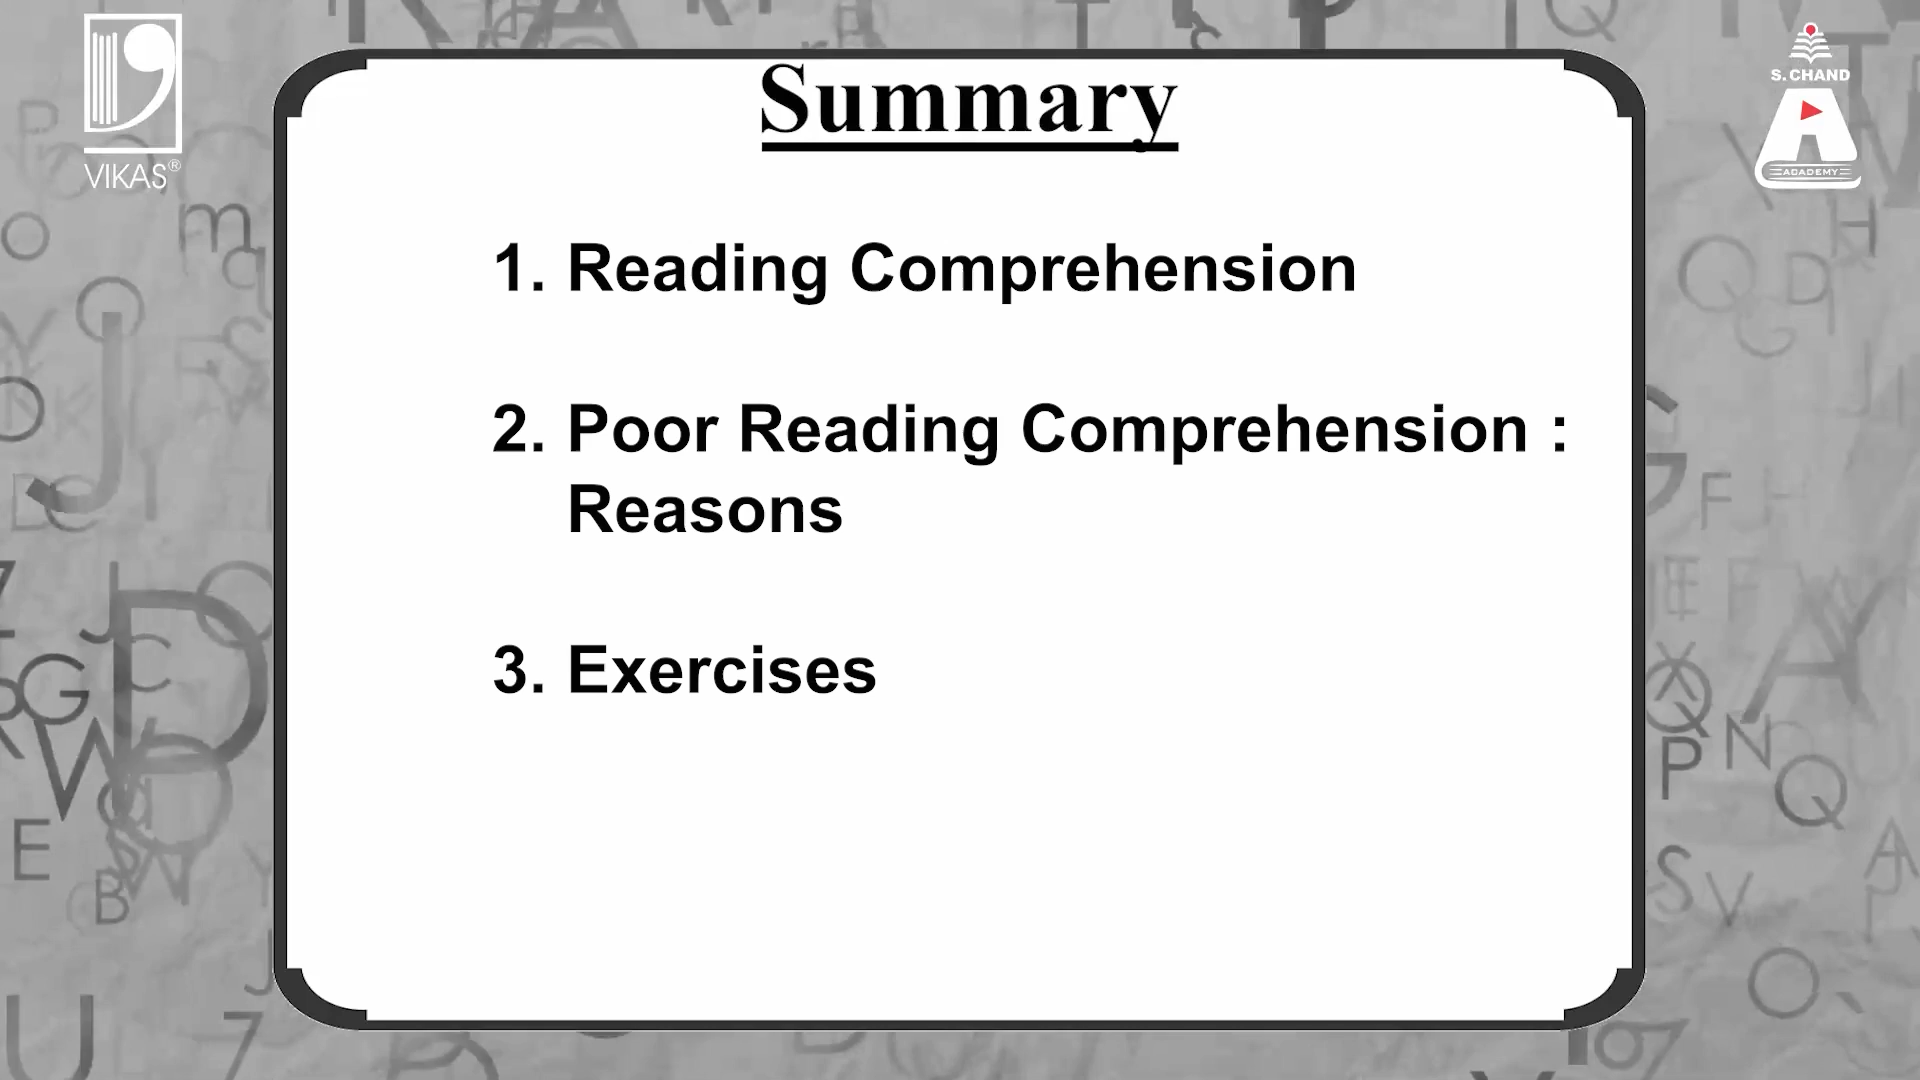 VIKAS®
S. CHAND
ACADEMY
Summary
1. Reading Comprehension
2. Poor Reading Comprehension :
Reasons
3. Exercises